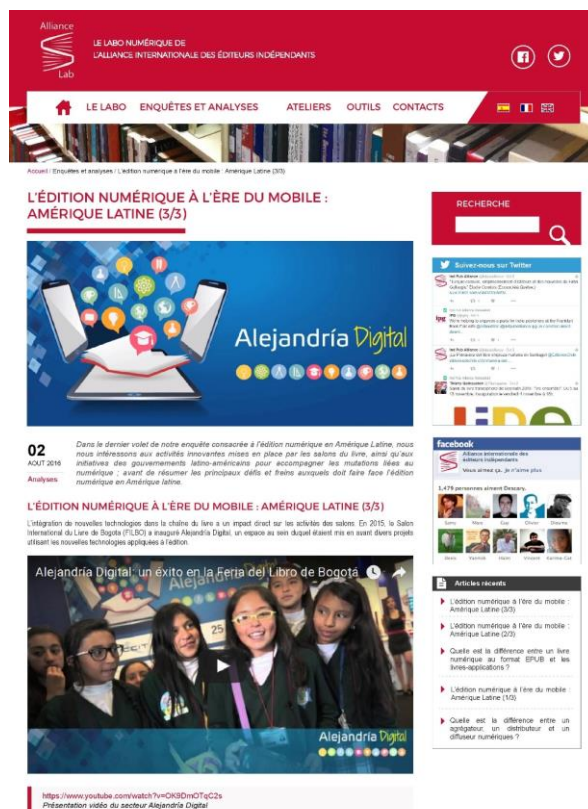 Alliance
Lab
LE LABO NUMÉRIQUE DE
L'ALLIANCE INTERNATIONALE DES ÉDITEURS INDÉPENDANTS
LE LABO ENQUÊTES ET ANALYSES ATELIERS OUTILS CONTACTS
Accueil / Enquêtes et analyses / L'édition numérique à l'ère du mobile : Amérique Latine (3/3)
L'ÉDITION NUMÉRIQUE À L'ÈRE DU MOBILE :
AMÉRIQUE LATINE (3/3)
Alejandría Digital
02
AOUT 2016
Analyses
Dans le dernier volet de notre enquête consacrée à l'édition numérique en Amérique Latine, nous
nous intéressons aux activités innovantes mises en place par les salons du livre, ainsi qu'aux
initiatives des gouvernements latino-américains pour accompagner les mutations liées au
numérique ; avant de résumer les principaux défis et freins auxquels doit faire face l'édition
numérique en Amérique latine.
L'ÉDITION NUMÉRIQUE À L'ÈRE DU MOBILE : AMÉRIQUE LATINE (3/3)
L'intégration de nouvelles technologies dans la chaîne du livre a un impact direct sur les activités des salons. En 2015, le Salon
International du Livre de Bogota (FILBO) a inauguré Alejandría Digital, un espace au sein duquel étaient mis en avant divers projets
utilisant les nouvelles technologies appliquées à l'édition.
Alejandría Digital: un éxito en la Feria del Libro de Bogotá
Alejandría Digital
https://www.youtube.com/watch?v=OK9DmOTqC2s
Présentation vidéo du secteur Alejandría Digital
RECHERCHE
Suivez-nous sur Twitter
facebook
Alliance internationale des
éditeurs indépendants
Vous aimez ça. Je n'aime plus
1,479 personnes aiment Descary.
Articles récents
L'édition numérique à l'ère du mobile :
Amérique Latine (3/3)
L'édition numérique à l'ère du mobile :
Amérique Latine (2/3)
Quelle est la différence entre un livre
numérique au format EPUB et les
livres-applications ?
L'édition numérique à l'ère du mobile :
Amérique Latine (1/3)
Quelle est la différence entre un
agrégateur, un distributeur et un
diffuseur numériques ?